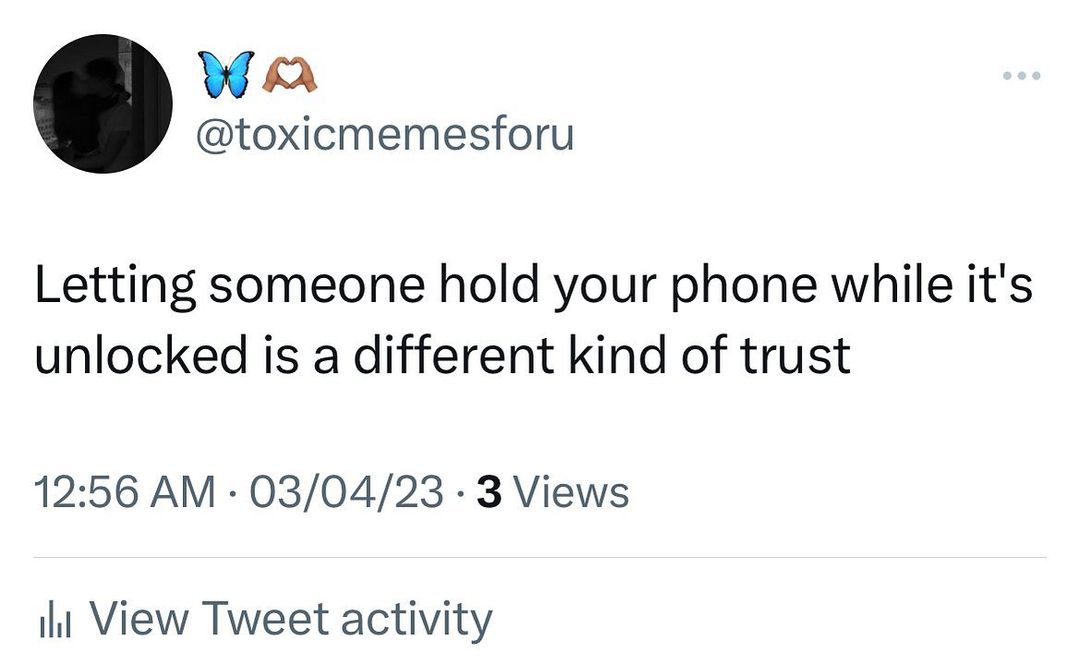 🦋🫶🏽
@toxicmemesforu
Letting someone hold your phone while it's
unlocked is a different kind of trust
12:56 AM · 03/04/23 · 3 Views
View Tweet activity